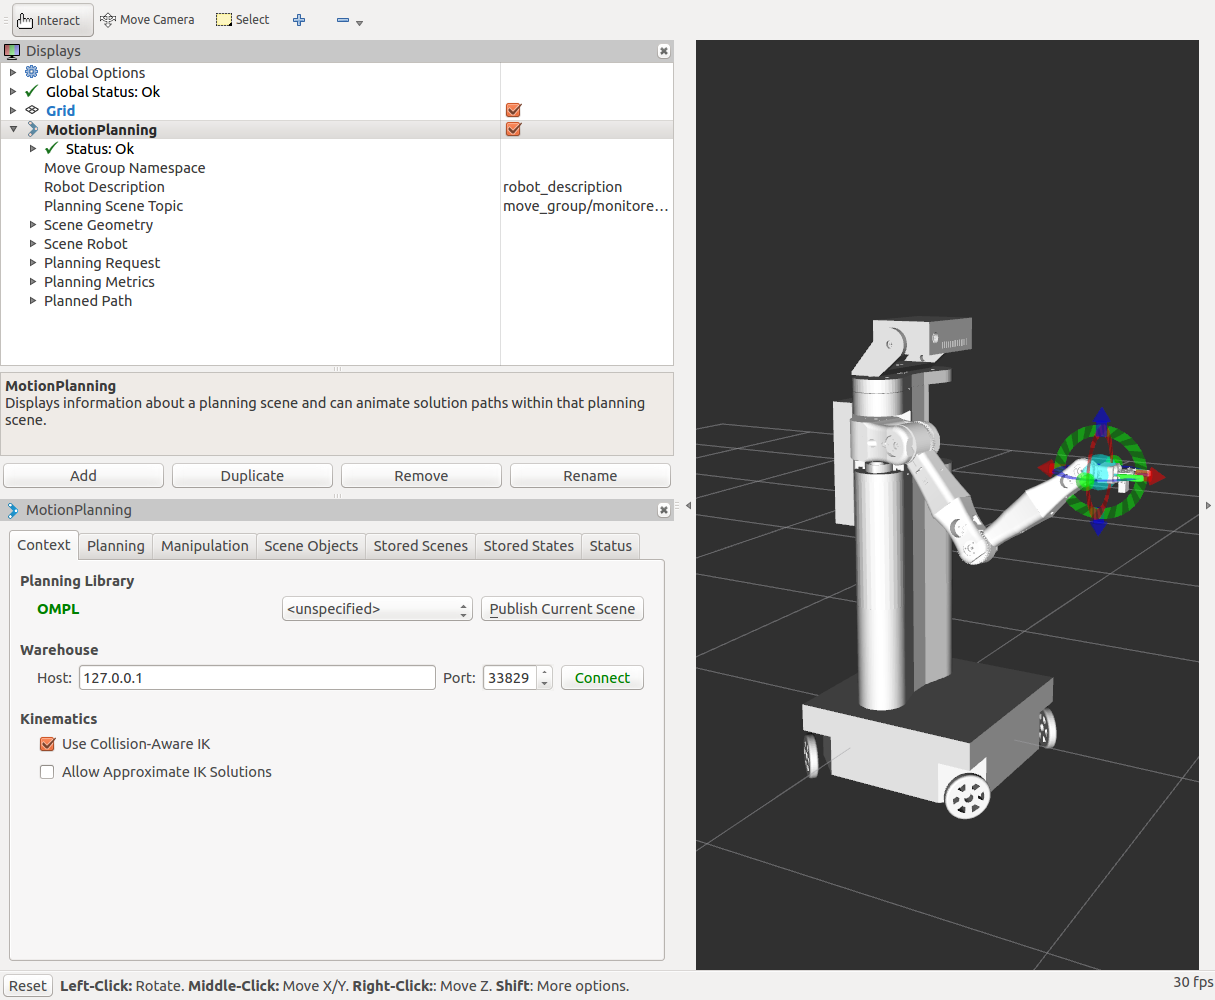 Interact Move Camera Select
Displays
Global Options
Global Status: Ok
Grid
MotionPlanning
Status: Ok
Move Group Namespace
Robot Description robot_description
Planning Scene Topic move_group/monitore...
Scene Geometry
Scene Robot
Planning Request
Planning Metrics
Planned Path
MotionPlanning
Displays information about a planning scene and can animate solution paths within that planning
scene.
Add Duplicate Remove Rename
MotionPlanning
Context Planning Manipulation Scene Objects Stored Scenes Stored States Status
Planning Library
OMPL <unspecified> Publish Current Scene
Warehouse
Host: 127.0.0.1 Port: 33829 Connect
Kinematics
Use Collision-Aware IK
Allow Approximate IK Solutions
Reset Left-Click: Rotate. Middle-Click: Move X/Y. Right-Click:: Move Z. Shift: More options. 30 fps